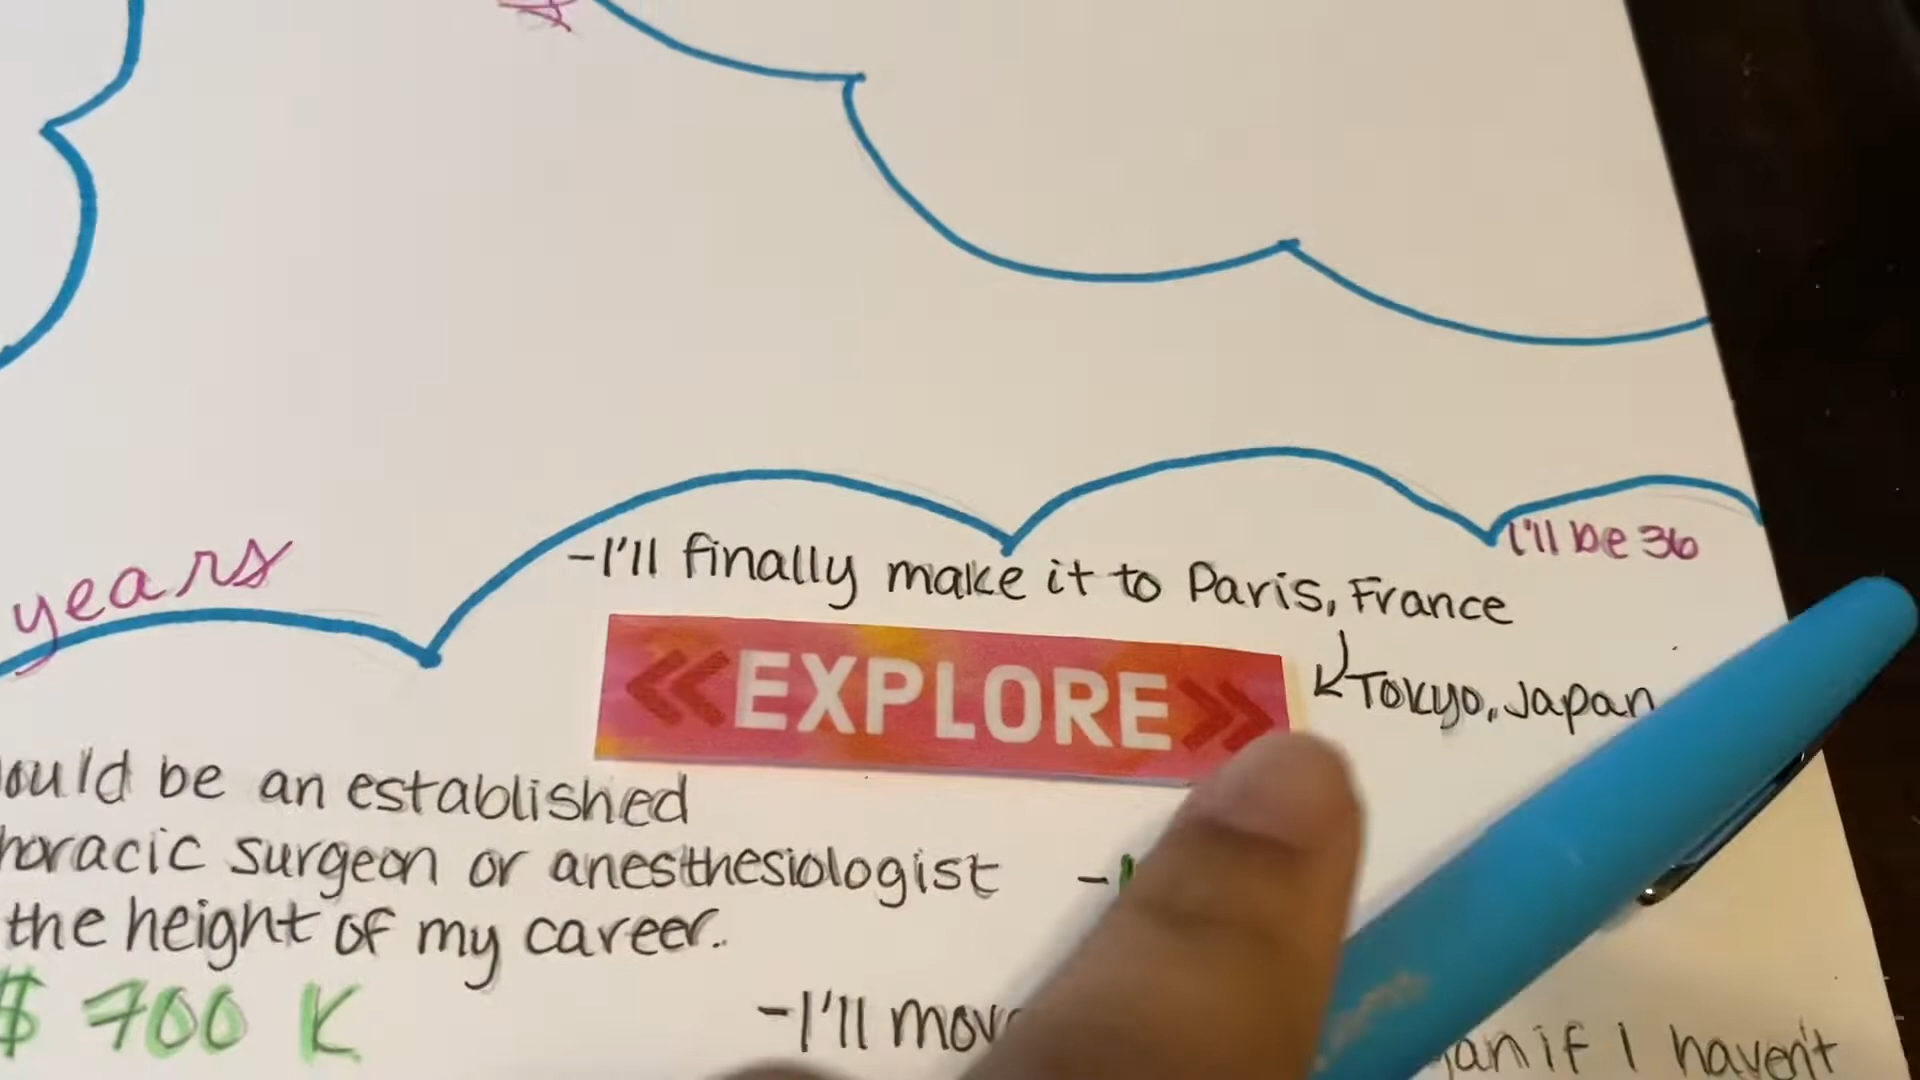 years
I'll be 36
-I'll finally make it to Paris, France
<<EXPLORE>>
Tokyo, Japan
ould be an established
horacic surgeon or anesthesiologist -
the height of my career.
$ 700 K
-I'll mov
an if I haven't